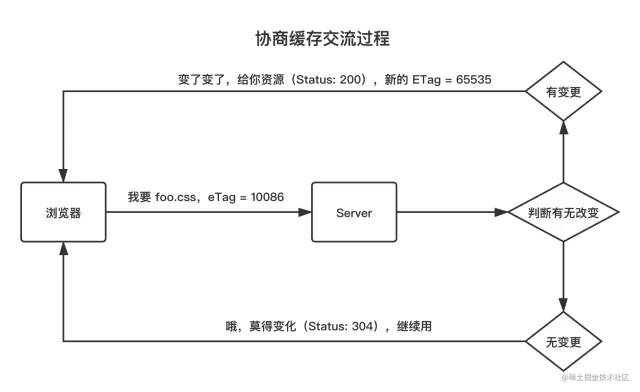 协商缓存交流过程
变了变了，给你资源（Status: 200），新的 ETag = 65535
有变更
我要 foo.css，eTag = 10086
浏览器
Server
判断有无改变
哦，莫得变化（Status: 304），继续用
无变更
@稀土掘金技术社区